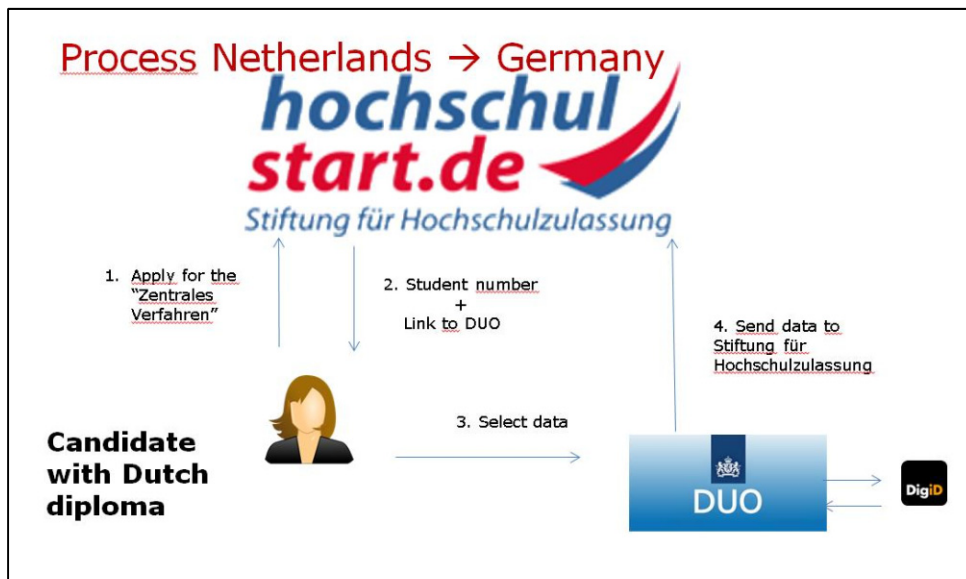 Process Netherlands → Germany
hochschul
start.de
Stiftung für Hochschulzulassung
1. Apply for the
"Zentrales
Verfahren"
2. Student number
+
Link to DUO
4. Send data to
Stiftung für
Hochschulzulassung
3. Select data
Candidate
with Dutch
diploma
DUO
DigiD